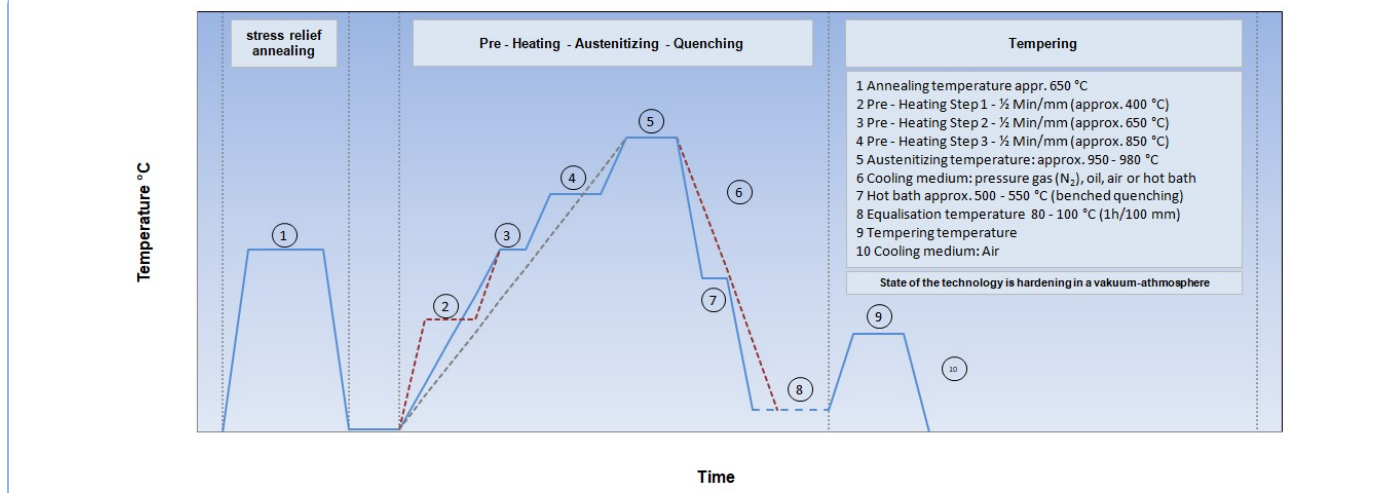 stress relief
annealing
Pre - Heating - Austenitizing - Quenching
Tempering
1 Annealing temperature appr. 650 °C
2 Pre - Heating Step 1 - ½ Min/mm (approx. 400 °C)
3 Pre - Heating Step 2 - ½ Min/mm (approx. 650 °C)
4 Pre - Heating Step 3 - ½ Min/mm (approx. 850 °C)
5 Austenitizing temperature: approx. 950 - 980 °C
6 Cooling medium: pressure gas (N₂), oil, air or hot bath
7 Hot bath approx. 500 - 550 °C (benched quenching)
8 Equalisation temperature 80 - 100 °C (1h/100 mm)
9 Tempering temperature
10 Cooling medium: Air
State of the technology is hardening in a vakuum-athmosphere
1
2
3
4
5
6
7
8
9
10
Temperature °C
Time